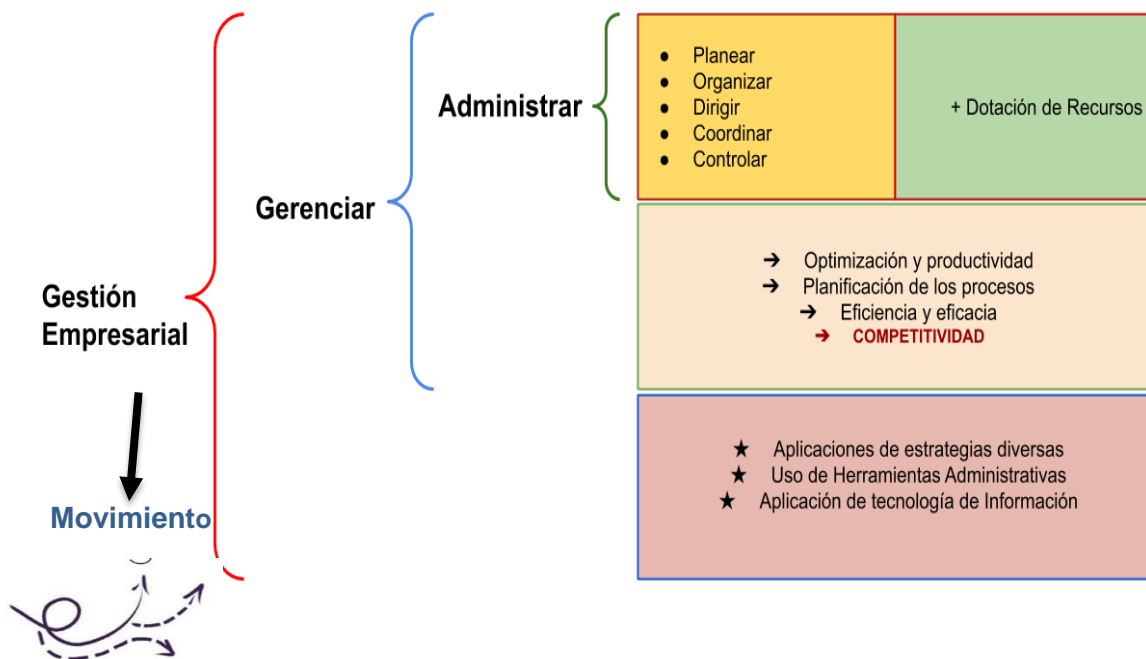 Gestión
Empresarial
Movimiento
Gerenciar
Administrar
● Planear
● Organizar
● Dirigir
● Coordinar
● Controlar
+ Dotación de Recursos
➔ Optimización y productividad
➔ Planificación de los procesos
➔ Eficiencia y eficacia
➔ COMPETITIVIDAD
★ Aplicaciones de estrategias diversas
★ Uso de Herramientas Administrativas
★ Aplicación de tecnología de Información